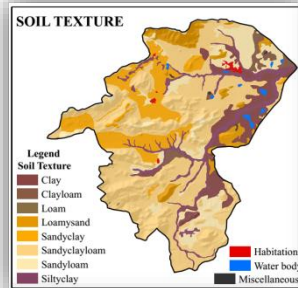 SOIL TEXTURE
Legend
Soil Texture
Clay
Clayloam
Loam
Loamysand
Sandyclay
Sandyclayloam
Sandyloam
Siltyclay
Habitation
Water body
Miscellaneous